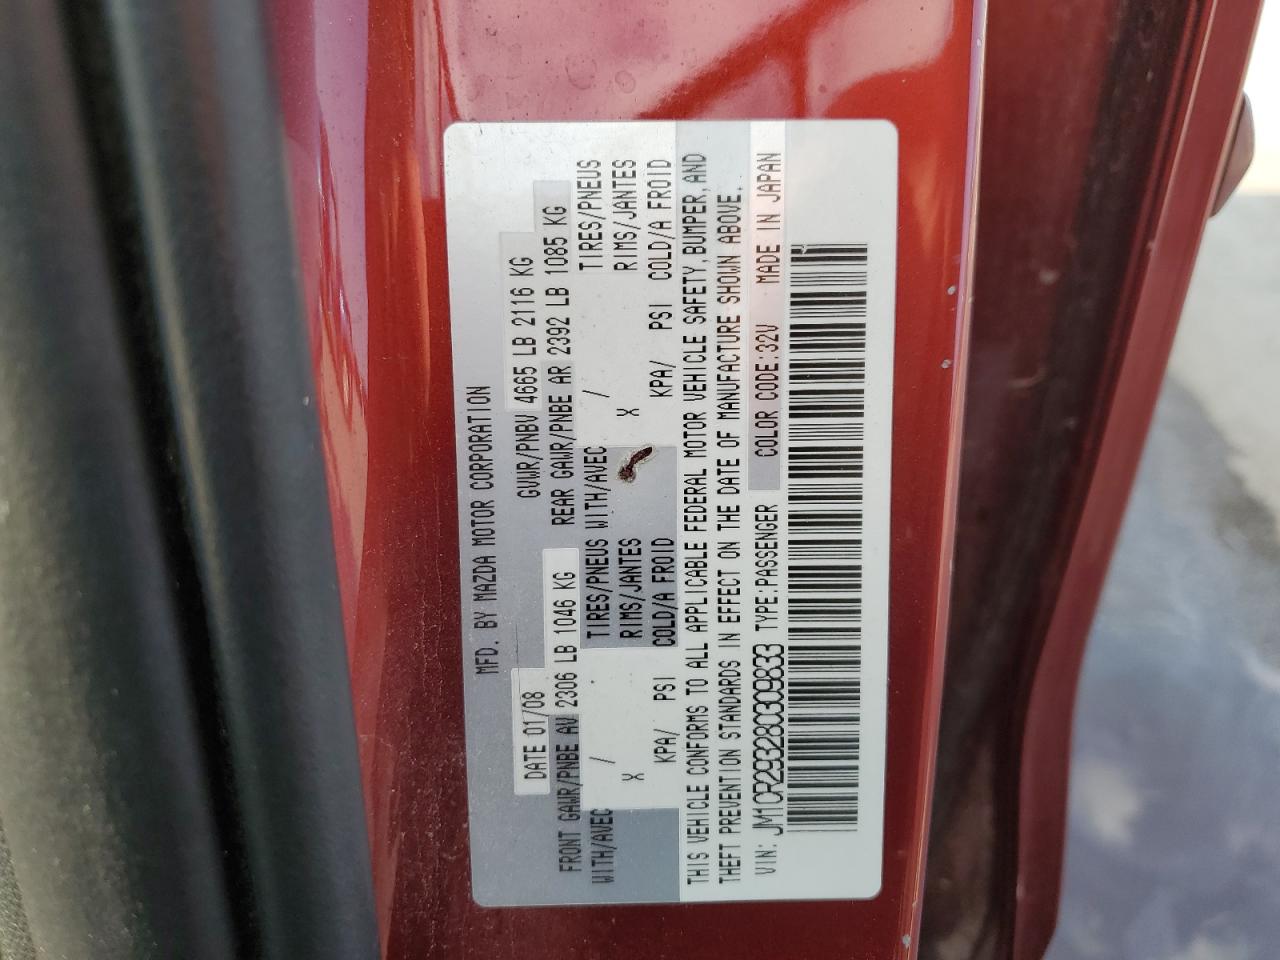 MFD. BY MAZDA MOTOR CORPORATION
DATE 01/08 GVWR/PNBV 4665 LB 2116 KG
FRONT GAWR/PNBE AV 2306 LB 1046 KG REAR GAWR/PNBE AR 2392 LB 1085 KG
WITH/AVEC / TIRES/PNEUS WITH/AVEC / TIRES/PNEUS
X RIMS/JANTES X RIMS/JANTES
KPA/ PSI COLD/A FROID KPA/ PSI COLD/A FROID
THIS VEHICLE CONFORMS TO ALL APPLICABLE FEDERAL MOTOR VEHICLE SAFETY, BUMPER, AND
THEFT PREVENTION STANDARDS IN EFFECT ON THE DATE OF MANUFACTURE SHOWN ABOVE.
VIN: JM1CR293280309833 TYPE:PASSENGER COLOR CODE:32V MADE IN JAPAN